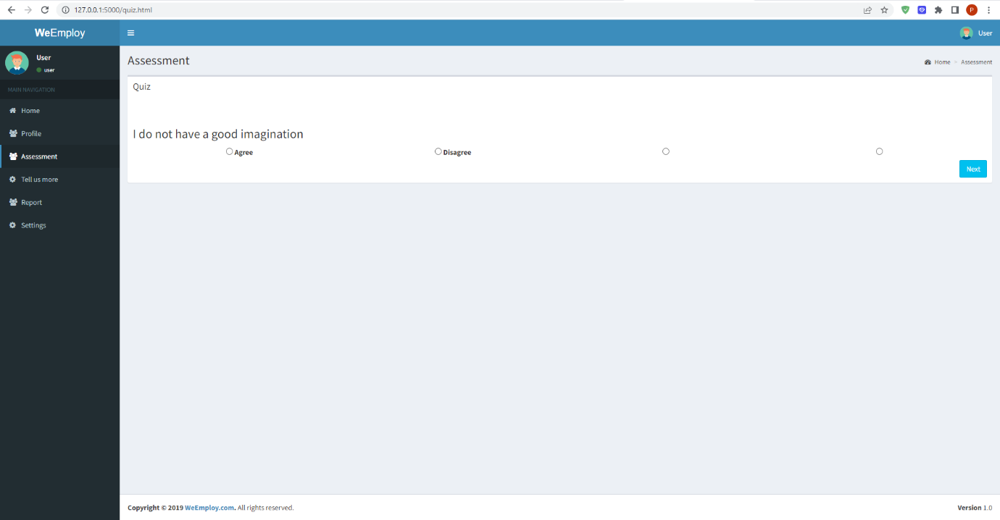 127.0.0.1:5000/quiz.html
P
WeEmploy
User
User
user
MAIN NAVIGATION
Home
Profile
Assessment
Tell us more
Report
Settings
Assessment
Home > Assessment
Quiz
I do not have a good imagination
Agree Disagree
Next
Copyright © 2019 WeEmploy.com. All rights reserved.
Version 1.0